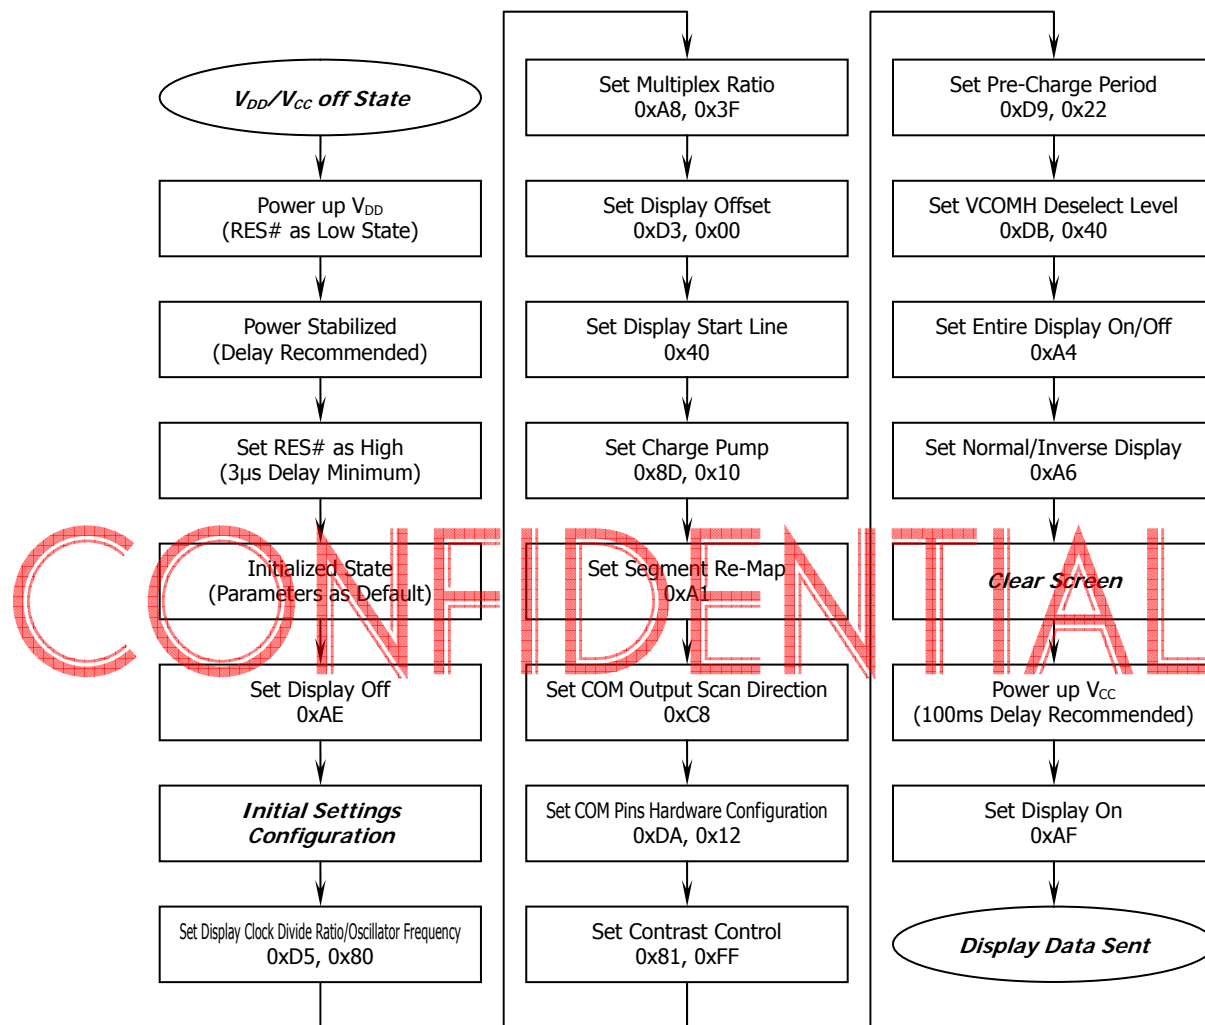 V_DD/V_CC off State
Power up V_DD
(RES# as Low State)
Power Stabilized
(Delay Recommended)
Set RES# as High
(3µs Delay Minimum)
Initialized State
(Parameters as Default)
Set Display Off
0xAE
Initial Settings
Configuration
Set Display Clock Divide Ratio/Oscillator Frequency
0xD5, 0x80
Set Multiplex Ratio
0xA8, 0x3F
Set Display Offset
0xD3, 0x00
Set Display Start Line
0x40
Set Charge Pump
0x8D, 0x10
Set Segment Re-Map
0xA1
Set COM Output Scan Direction
0xC8
Set COM Pins Hardware Configuration
0xDA, 0x12
Set Contrast Control
0x81, 0xFF
Set Pre-Charge Period
0xD9, 0x22
Set VCOMH Deselect Level
0xDB, 0x40
Set Entire Display On/Off
0xA4
Set Normal/Inverse Display
0xA6
Clear Screen
Power up V_CC
(100ms Delay Recommended)
Set Display On
0xAF
Display Data Sent
CONFIDENTIAL